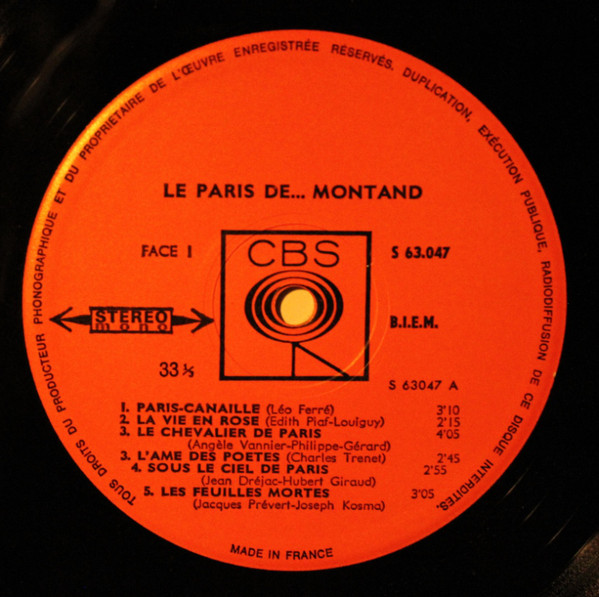 TOUS DROITS DU PRODUCTEUR PHONOGRAPHIQUE ET DU PROPRIETAIRE DE L'ŒUVRE ENREGISTRÉE RÉSERVÉS. DUPLICATION, EXÉCUTION PUBLIQUE, RADIODIFFUSION DE CE DISQUE INTERDITES.
LE PARIS DE... MONTAND
FACE 1 CBS S 63.047
STEREO B.I.E.M.
mono
33 ⅓ S 63047 A
1. PARIS-CANAILLE (Léo Ferré) 3'10
2. LA VIE EN ROSE (Edith Piaf-Louiguy) 2'15
3. LE CHEVALIER DE PARIS 4'05
(Angèle Vannier-Philippe-Gérard)
3. L'AME DES POETES (Charles Trenet) 2'45
4. SOUS LE CIEL DE PARIS 2'55
(Jean Dréjac-Hubert Giraud)
5. LES FEUILLES MORTES 3'05
(Jacques Prévert-Joseph Kosma)
MADE IN FRANCE